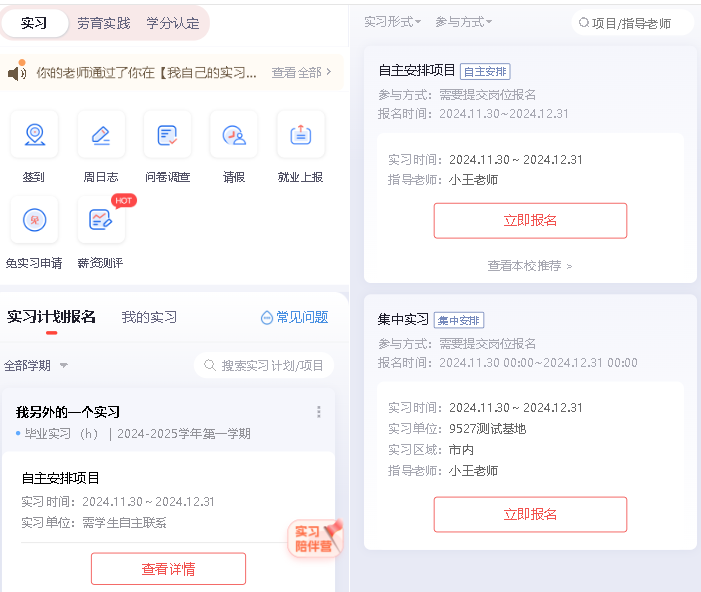 实习 劳育实践 学分认定
你的老师通过了你在【我自己的实习... 查看全部 >
签到 周日志 问卷调查 请假 就业上报
HOT
免
免实习申请 薪资测评
实习计划报名 我的实习 常见问题
全部学期 搜索实习计划/项目
我另外的一个实习
毕业实习 （h） | 2024-2025学年第一学期
自主安排项目
实习时间：2024.11.30 ~ 2024.12.31
实习单位：需学生自主联系
实习
陪伴营
查看详情
实习形式 参与方式 项目/指导老师
自主安排项目 自主安排
参与方式：需要提交岗位报名
报名时间：2024.11.30~2024.12.31
实习时间：2024.11.30 ~ 2024.12.31
指导老师：小王老师
立即报名
查看本校推荐 >
集中实习 集中安排
参与方式：需要提交岗位报名
报名时间：2024.11.30 00:00~2024.12.31 00:00
实习时间：2024.11.30 ~ 2024.12.31
实习单位：9527测试基地
实习区域：市内
指导老师：小王老师
立即报名